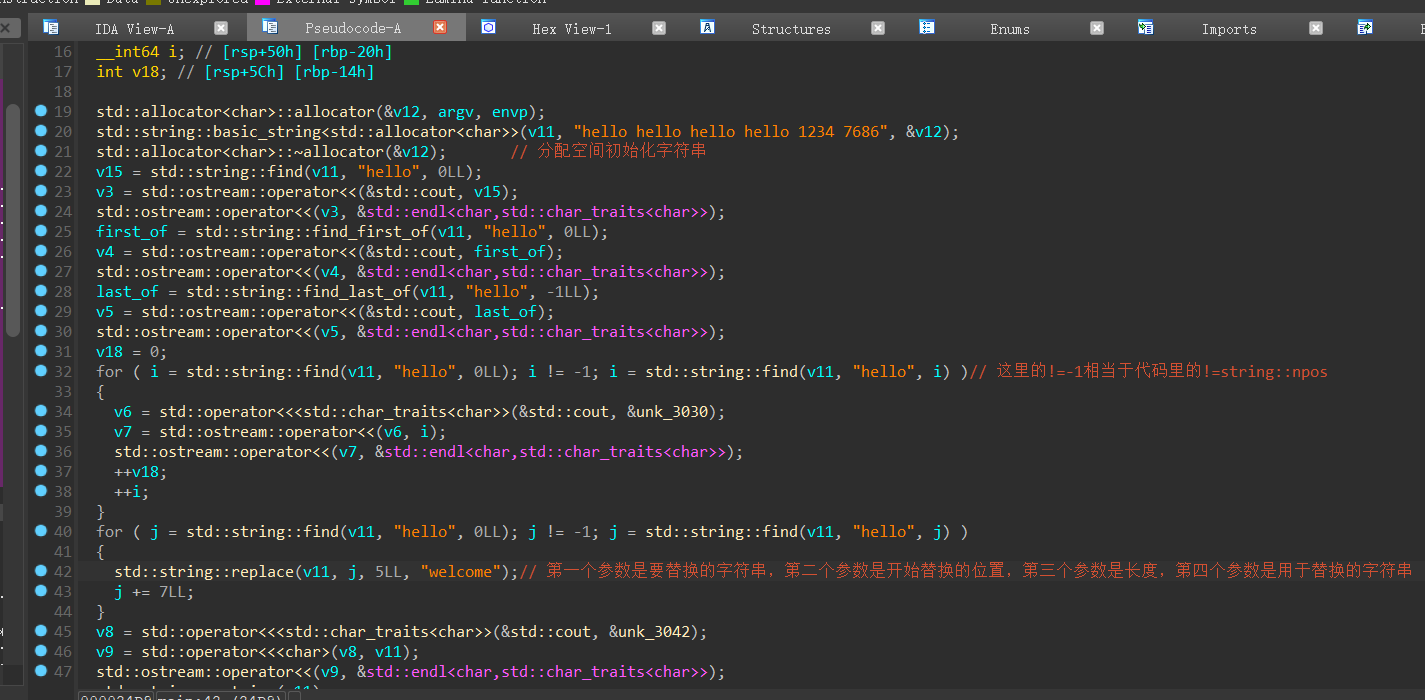 IDA View-A Pseudocode-A Hex View-1 Structures Enums Imports
16 __int64 i; // [rsp+50h] [rbp-20h]
17 int v18; // [rsp+5Ch] [rbp-14h]
18
19 std::allocator<char>::allocator(&v12, argv, envp);
20 std::string::basic_string<std::allocator<char>>(v11, "hello hello hello hello 1234 7686", &v12);
21 std::allocator<char>::~allocator(&v12); // 分配空间初始化字符串
22 v15 = std::string::find(v11, "hello", 0LL);
23 v3 = std::ostream::operator<<(&std::cout, v15);
24 std::ostream::operator<<(v3, &std::endl<char,std::char_traits<char>>);
25 first_of = std::string::find_first_of(v11, "hello", 0LL);
26 v4 = std::ostream::operator<<(&std::cout, first_of);
27 std::ostream::operator<<(v4, &std::endl<char,std::char_traits<char>>);
28 last_of = std::string::find_last_of(v11, "hello", -1LL);
29 v5 = std::ostream::operator<<(&std::cout, last_of);
30 std::ostream::operator<<(v5, &std::endl<char,std::char_traits<char>>);
31 v18 = 0;
32 for ( i = std::string::find(v11, "hello", 0LL); i != -1; i = std::string::find(v11, "hello", i) )// 这里的!=-1相当于代码里的!=string::npos
33 {
34 v6 = std::operator<<<std::char_traits<char>>(&std::cout, &unk_3030);
35 v7 = std::ostream::operator<<(v6, i);
36 std::ostream::operator<<(v7, &std::endl<char,std::char_traits<char>>);
37 ++v18;
38 ++i;
39 }
40 for ( j = std::string::find(v11, "hello", 0LL); j != -1; j = std::string::find(v11, "hello", j) )
41 {
42 std::string::replace(v11, j, 5LL, "welcome");// 第一个参数是要替换的字符串，第二个参数是开始替换的位置，第三个参数是长度，第四个参数是用于替换的字符串
43 j += 7LL;
44 }
45 v8 = std::operator<<<std::char_traits<char>>(&std::cout, &unk_3042);
46 v9 = std::operator<<<char>(v8, v11);
47 std::ostream::operator<<(v9, &std::endl<char,std::char_traits<char>>);